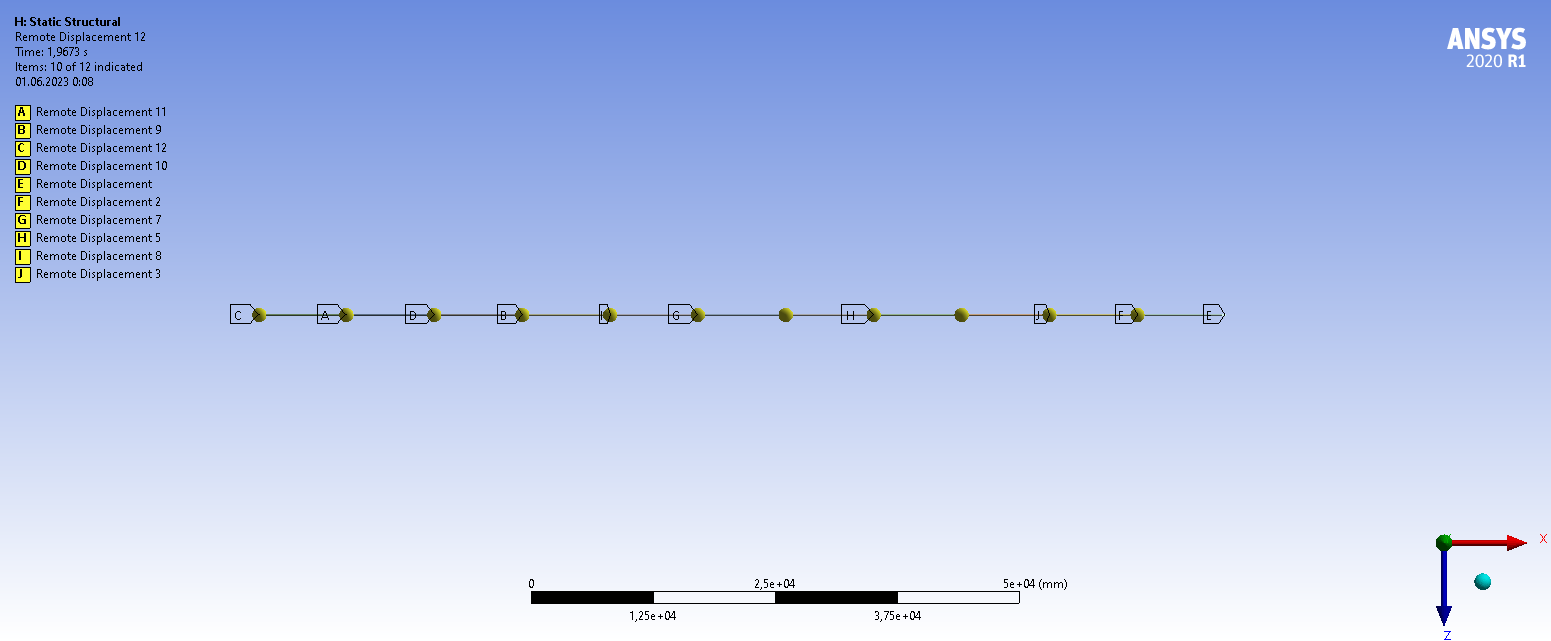 H: Static Structural
Remote Displacement 12
Time: 1,9673 s
Items: 10 of 12 indicated
01.06.2023 0:08
A Remote Displacement 11
B Remote Displacement 9
C Remote Displacement 12
D Remote Displacement 10
E Remote Displacement
F Remote Displacement 2
G Remote Displacement 7
H Remote Displacement 5
I Remote Displacement 8
J Remote Displacement 3
ANSYS
2020 R1
C A D B I G H J F E
0 2,5e+04 5e+04 (mm)
1,25e+04 3,75e+04
X
Z